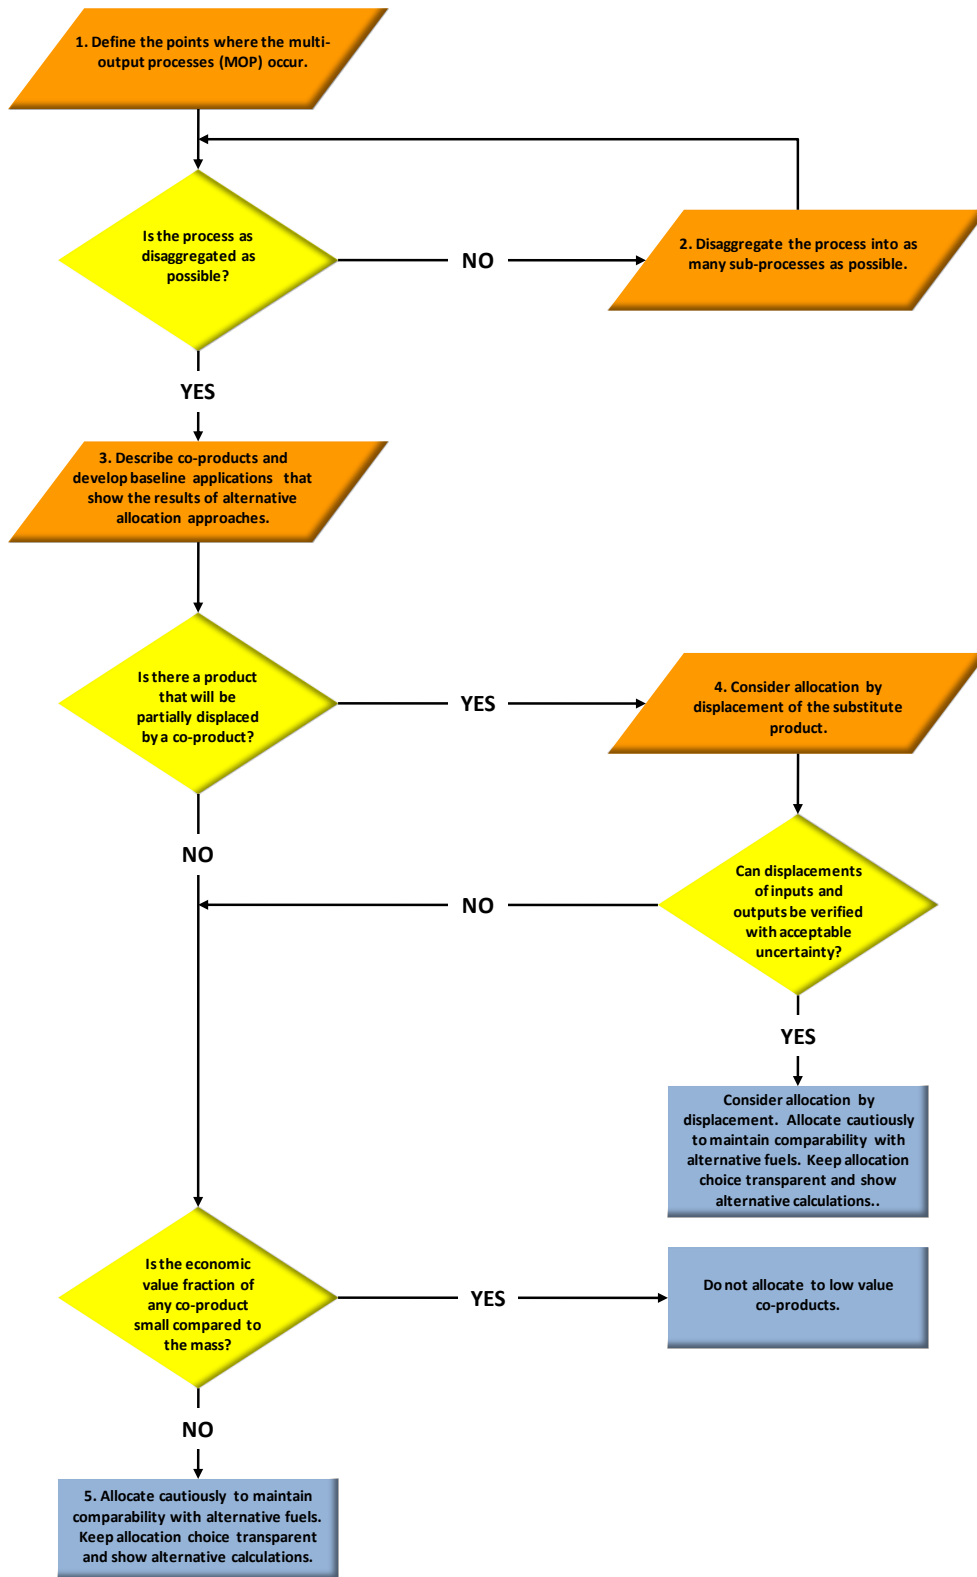 1. Define the points where the multi-
output processes (MOP) occur.
Is the process as
disaggregated as
possible?
NO
2. Disaggregate the process into as
many sub-processes as possible.
YES
3. Describe co-products and
develop baseline applications that
show the results of alternative
allocation approaches.
Is there a product
that will be
partially displaced
by a co-product?
YES
4. Consider allocation by
displacement of the substitute
product.
NO
Can displacements
of inputs and
outputs be verified
with acceptable
uncertainty?
NO
YES
Consider allocation by
displacement. Allocate cautiously
to maintain comparability with
alternative fuels. Keep allocation
choice transparent and show
alternative calculations..
Is the economic
value fraction of
any co-product
small compared to
the mass?
YES
Do not allocate to low value
co-products.
NO
5. Allocate cautiously to maintain
comparability with alternative fuels.
Keep allocation choice transparent
and show alternative calculations.